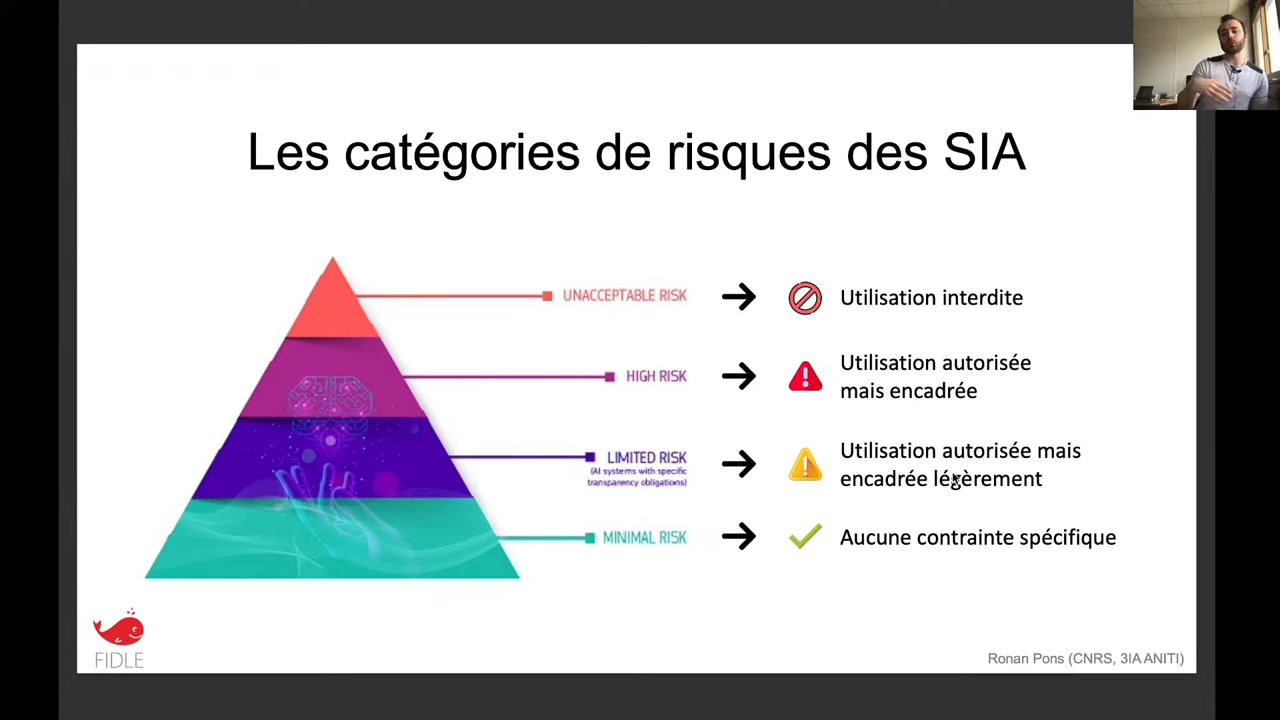 Les catégories de risques des SIA
UNACCEPTABLE RISK
Utilisation interdite
HIGH RISK
Utilisation autorisée
mais encadrée
LIMITED RISK
(AI systems with specific
transparency obligations)
Utilisation autorisée mais
encadrée légèrement
MINIMAL RISK
Aucune contrainte spécifique
FIDLE
Ronan Pons (CNRS, 3IA ANITI)